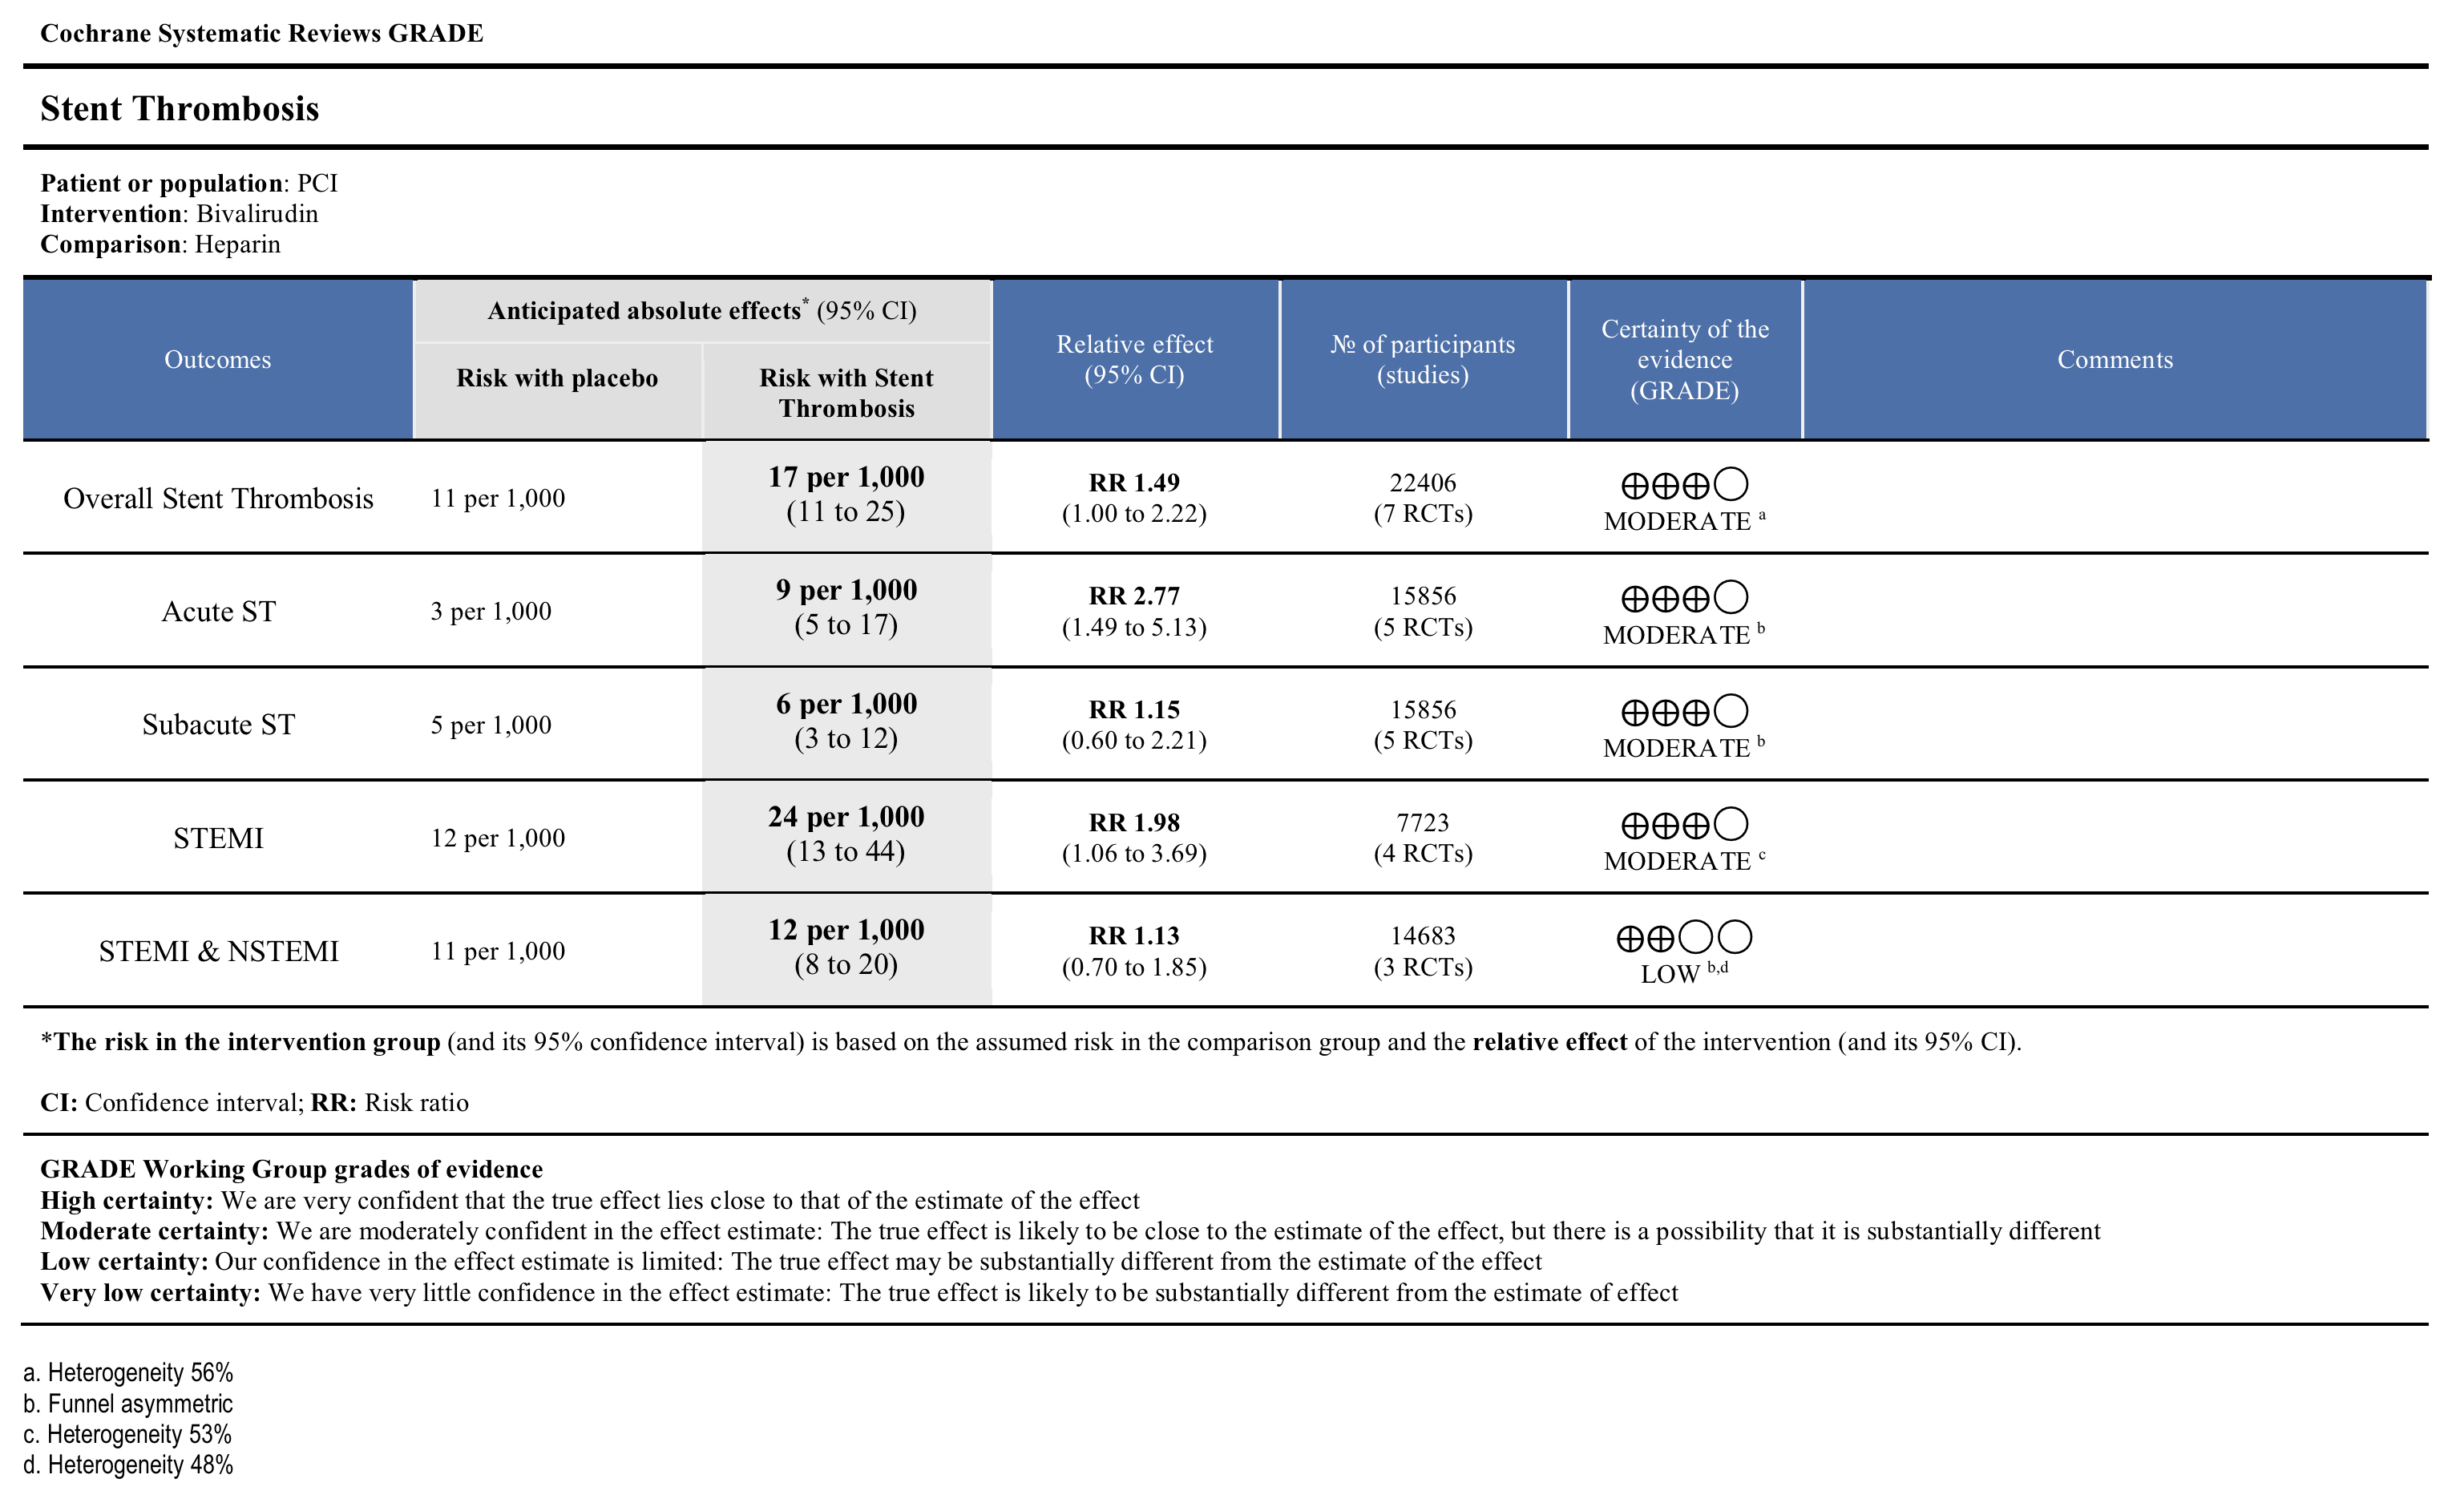 Cochrane Systematic Reviews GRADE
Stent Thrombosis
Patient or population: PCI
Intervention: Bivalirudin
Comparison: Heparin
Outcomes
Anticipated absolute effects* (95% CI)
Risk with placebo
Risk with Stent
Thrombosis
Relative effect
(95% CI)
№ of participants
(studies)
Certainty of the
evidence
(GRADE)
Comments
Overall Stent Thrombosis
11 per 1,000
17 per 1,000
(11 to 25)
RR 1.49
(1.00 to 2.22)
22406
(7 RCTs)
⨁⨁⨁◯
MODERATE a
Acute ST
3 per 1,000
9 per 1,000
(5 to 17)
RR 2.77
(1.49 to 5.13)
15856
(5 RCTs)
⨁⨁⨁◯
MODERATE b
Subacute ST
5 per 1,000
6 per 1,000
(3 to 12)
RR 1.15
(0.60 to 2.21)
15856
(5 RCTs)
⨁⨁⨁◯
MODERATE b
STEMI
12 per 1,000
24 per 1,000
(13 to 44)
RR 1.98
(1.06 to 3.69)
7723
(4 RCTs)
⨁⨁⨁◯
MODERATE c
STEMI & NSTEMI
11 per 1,000
12 per 1,000
(8 to 20)
RR 1.13
(0.70 to 1.85)
14683
(3 RCTs)
⨁⨁◯◯
LOW b,d
*The risk in the intervention group (and its 95% confidence interval) is based on the assumed risk in the comparison group and the relative effect of the intervention (and its 95% CI).
CI: Confidence interval; RR: Risk ratio
GRADE Working Group grades of evidence
High certainty: We are very confident that the true effect lies close to that of the estimate of the effect
Moderate certainty: We are moderately confident in the effect estimate: The true effect is likely to be close to the estimate of the effect, but there is a possibility that it is substantially different
Low certainty: Our confidence in the effect estimate is limited: The true effect may be substantially different from the estimate of the effect
Very low certainty: We have very little confidence in the effect estimate: The true effect is likely to be substantially different from the estimate of effect
a. Heterogeneity 56%
b. Funnel asymmetric
c. Heterogeneity 53%
d. Heterogeneity 48%